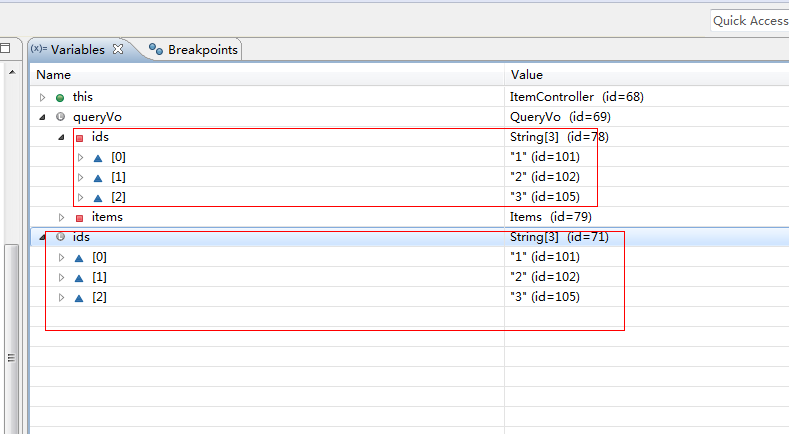 Quick Access
(x)= Variables Breakpoints
Name Value
this ItemController (id=68)
queryVo QueryVo (id=69)
ids String[3] (id=78)
[0] "1" (id=101)
[1] "2" (id=102)
[2] "3" (id=105)
items Items (id=79)
ids String[3] (id=71)
[0] "1" (id=101)
[1] "2" (id=102)
[2] "3" (id=105)